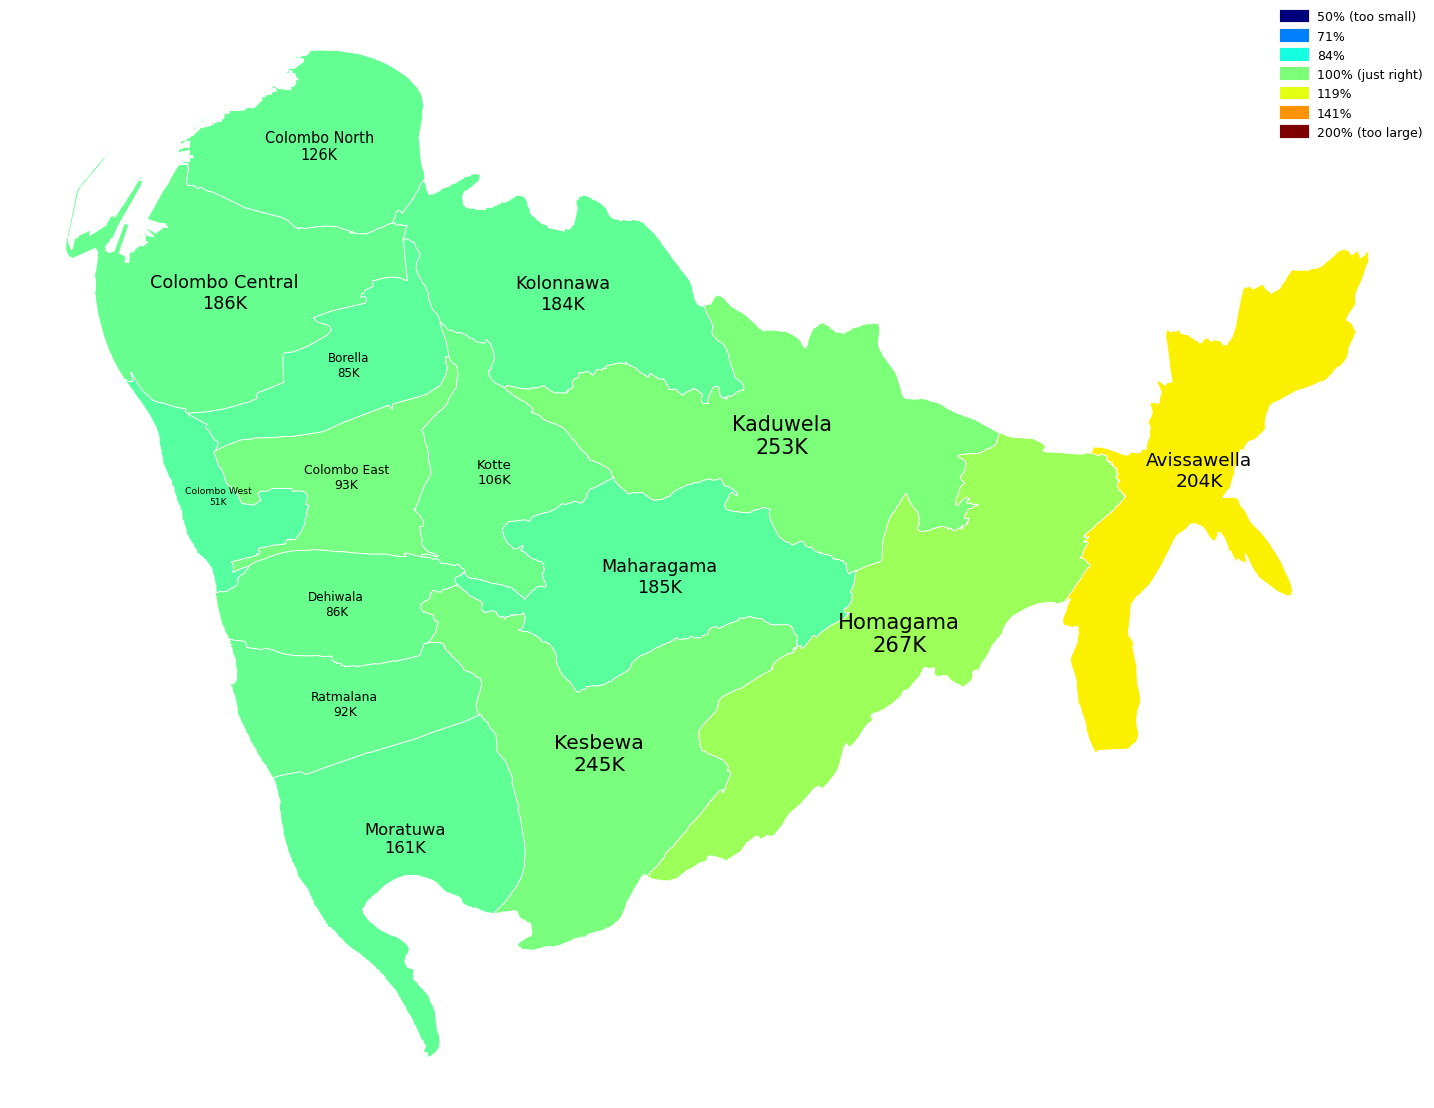 50% (too small)
71%
84%
100% (just right)
119%
141%
200% (too large)
Colombo North
126K
Colombo Central
186K
Kolonnawa
184K
Borella
85K
Kaduwela
253K
Avissawella
204K
Colombo East
93K
Kotte
106K
Colombo West
51K
Maharagama
185K
Dehiwala
86K
Homagama
267K
Ratmalana
92K
Kesbewa
245K
Moratuwa
161K